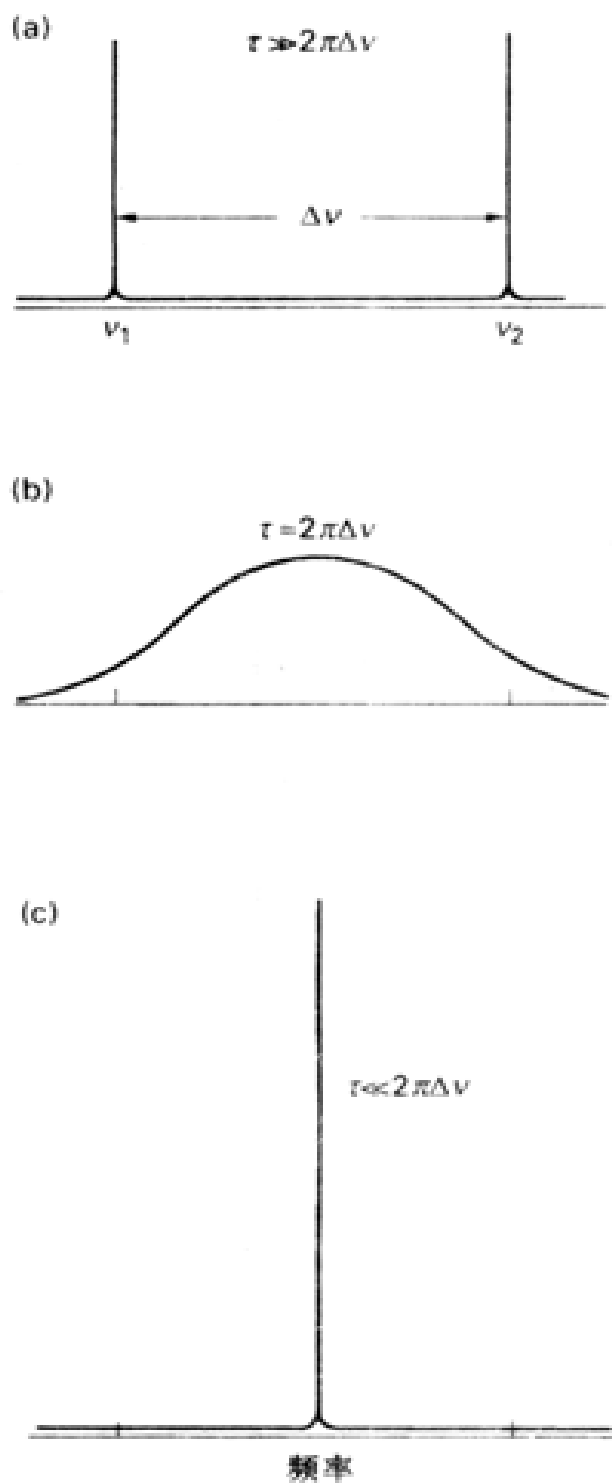 (a)
τ ≫ 2πΔν
Δν
ν₁ ν₂
(b)
τ = 2πΔν
(c)
τ ≪ 2πΔν
频率